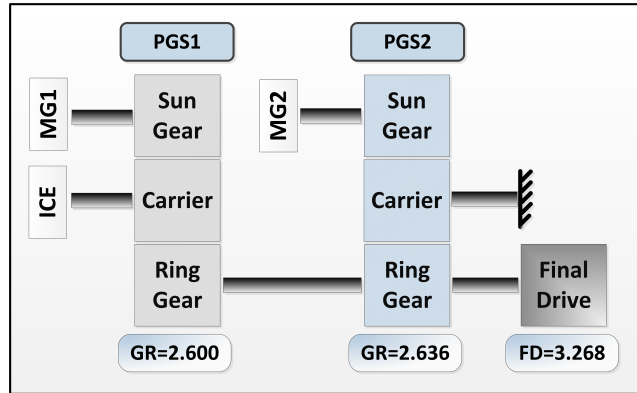 PGS1
PGS2
MG1
Sun
Gear
MG2
Sun
Gear
ICE
Carrier
Carrier
Ring
Gear
Ring
Gear
Final
Drive
GR=2.600
GR=2.636
FD=3.268